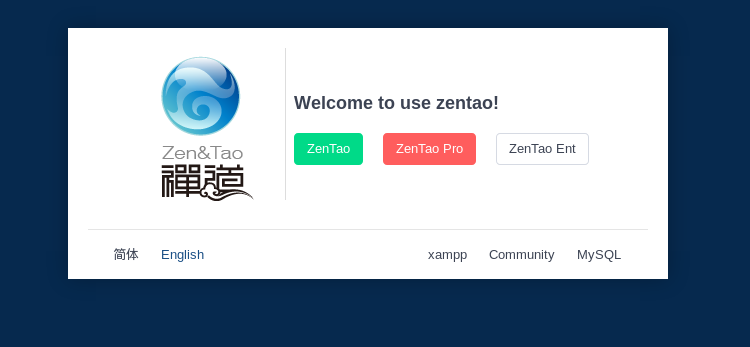 Zen&Tao
禪道
Welcome to use zentao!
ZenTao ZenTao Pro ZenTao Ent
简体 English xampp Community MySQL